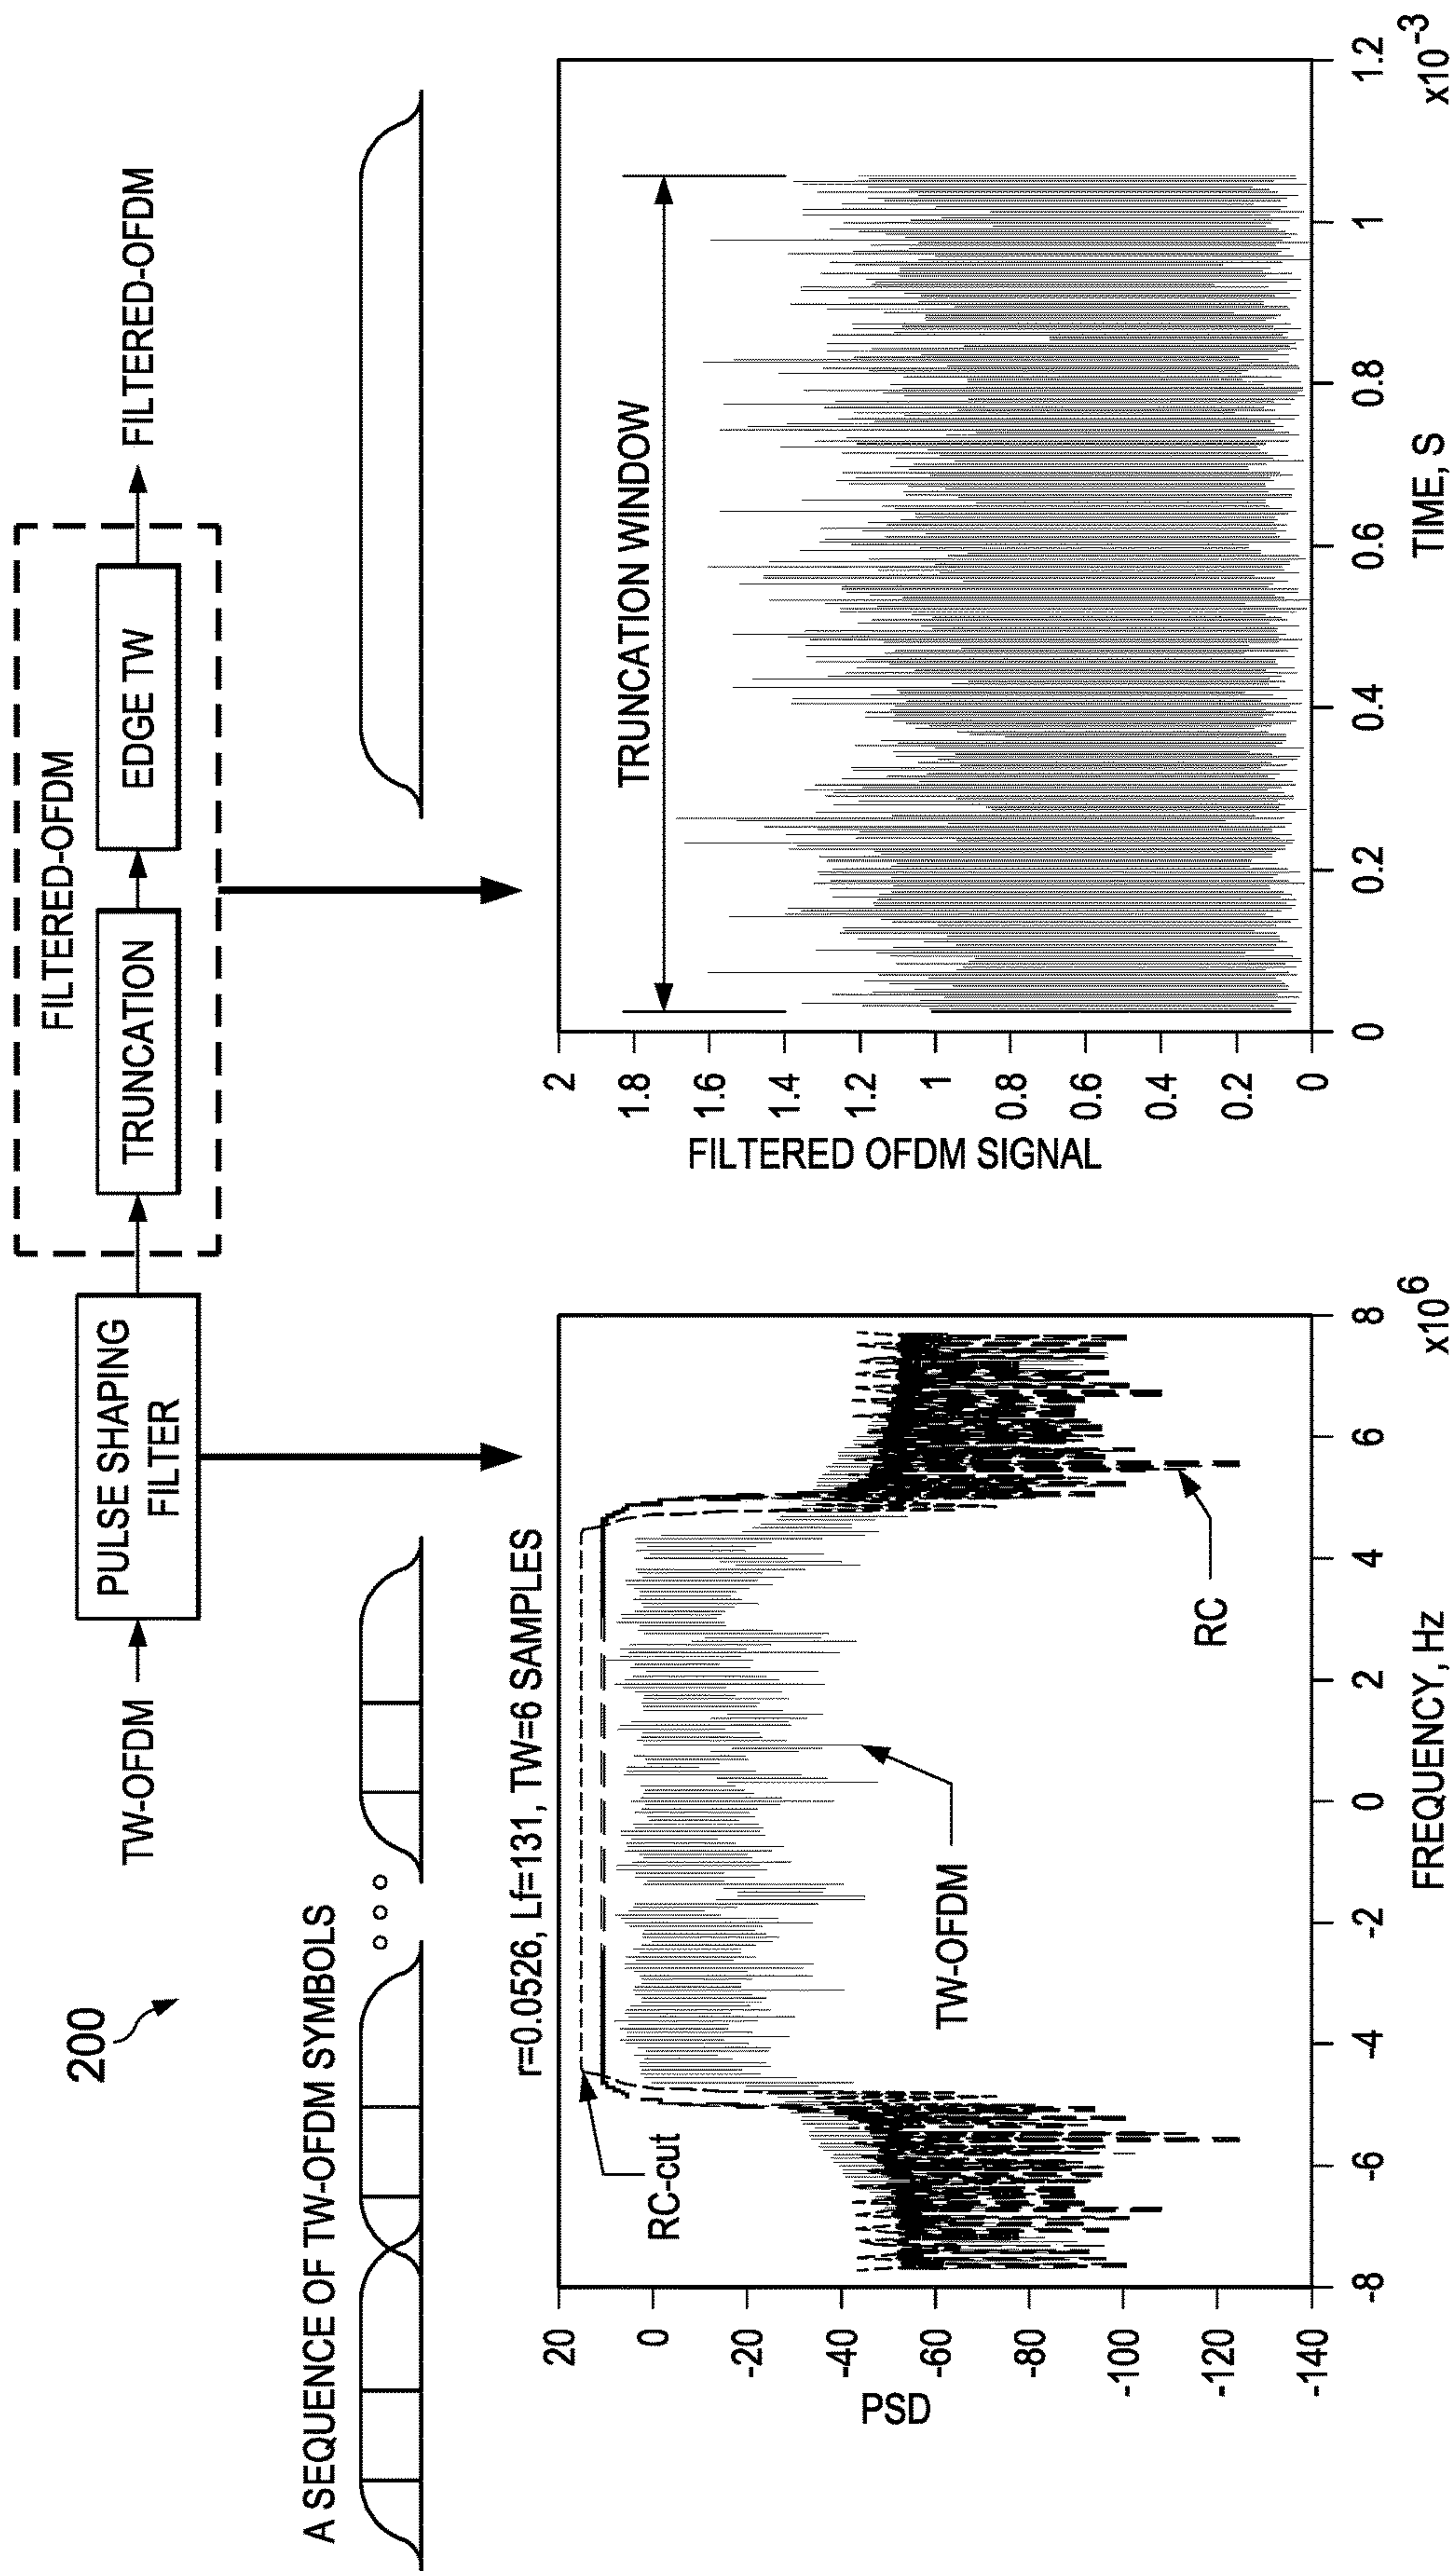 200
TW-OFDM
PULSE SHAPING
FILTER
FILTERED-OFDM
TRUNCATION
EDGE TW
FILTERED-OFDM
A SEQUENCE OF TW-OFDM SYMBOLS
r=0.0526, Lf=131, TW=6 SAMPLES
20
0
-20
-40
-60
-80
-100
-120
-140
PSD
RC-cut
TW-OFDM
RC
-8
-6
-4
-2
0
2
4
6
8
x10^6
FREQUENCY, Hz
2
1.8
1.6
1.4
1.2
1
0.8
0.6
0.4
0.2
0
FILTERED OFDM SIGNAL
TRUNCATION WINDOW
0
0.2
0.4
0.6
0.8
1
1.2
x10^-3
TIME, S